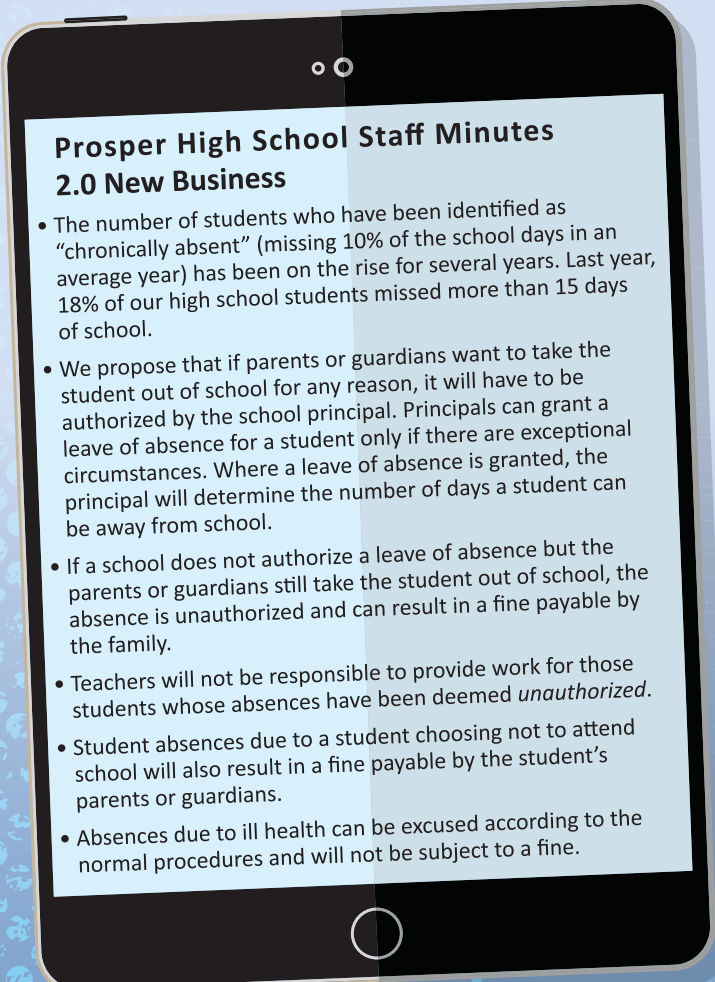 Prosper High School Staff Minutes
2.0 New Business
• The number of students who have been identified as
“chronically absent” (missing 10% of the school days in an
average year) has been on the rise for several years. Last year,
18% of our high school students missed more than 15 days
of school.
• We propose that if parents or guardians want to take the
student out of school for any reason, it will have to be
authorized by the school principal. Principals can grant a
leave of absence for a student only if there are exceptional
circumstances. Where a leave of absence is granted, the
principal will determine the number of days a student can
be away from school.
• If a school does not authorize a leave of absence but the
parents or guardians still take the student out of school, the
absence is unauthorized and can result in a fine payable by
the family.
• Teachers will not be responsible to provide work for those
students whose absences have been deemed unauthorized.
• Student absences due to a student choosing not to attend
school will also result in a fine payable by the student’s
parents or guardians.
• Absences due to ill health can be excused according to the
normal procedures and will not be subject to a fine.